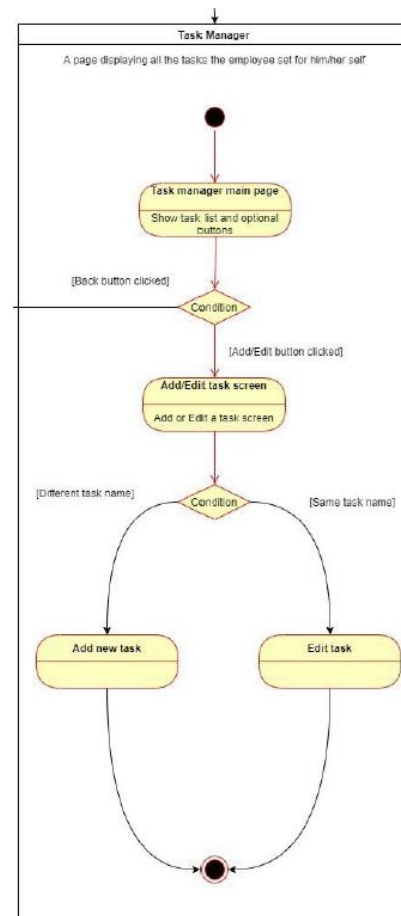 Task Manager
A page displaying all the tasks the employee set for him/her self
Task manager main page
Show task list and optional
buttons
[Back button clicked]
Condition
[Add/Edit button clicked]
Add/Edit task screen
Add or Edit a task screen
[Different task name]
Condition
[Same task name]
Add new task
Edit task